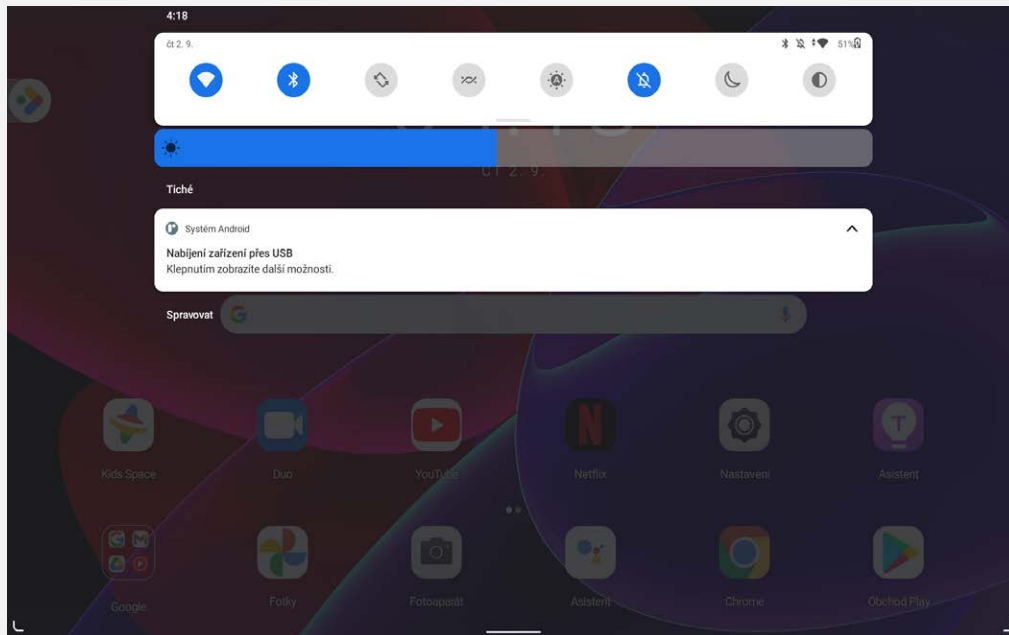 4:18
čt 2. 9.
51%
Tiché
Systém Android
Nabíjení zařízení přes USB
Klepnutím zobrazíte další možnosti.
Spravovat
Kids Space
Duo
YouTube
Netflix
Nastavení
Asistent
Google
Fotky
Fotoaparát
Asistent
Chrome
Obchod Play